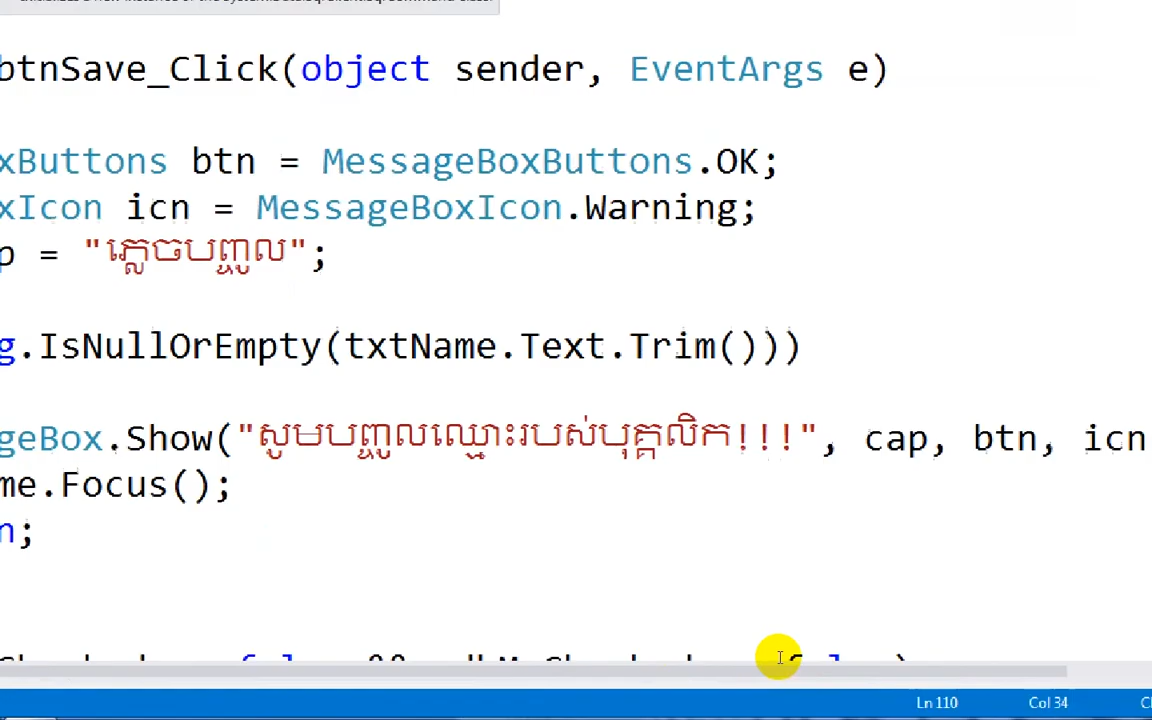 btnSave_Click(object sender, EventArgs e)
xButtons btn = MessageBoxButtons.OK;
xIcon icn = MessageBoxIcon.Warning;
p = "ភ្លេចបញ្ចូល";
g.IsNullOrEmpty(txtName.Text.Trim()))
geBox.Show("សូមបញ្ចូលឈ្មោះរបស់បុគ្គលិក!!!", cap, btn, icn
me.Focus();
n;
Ln 110 Col 34